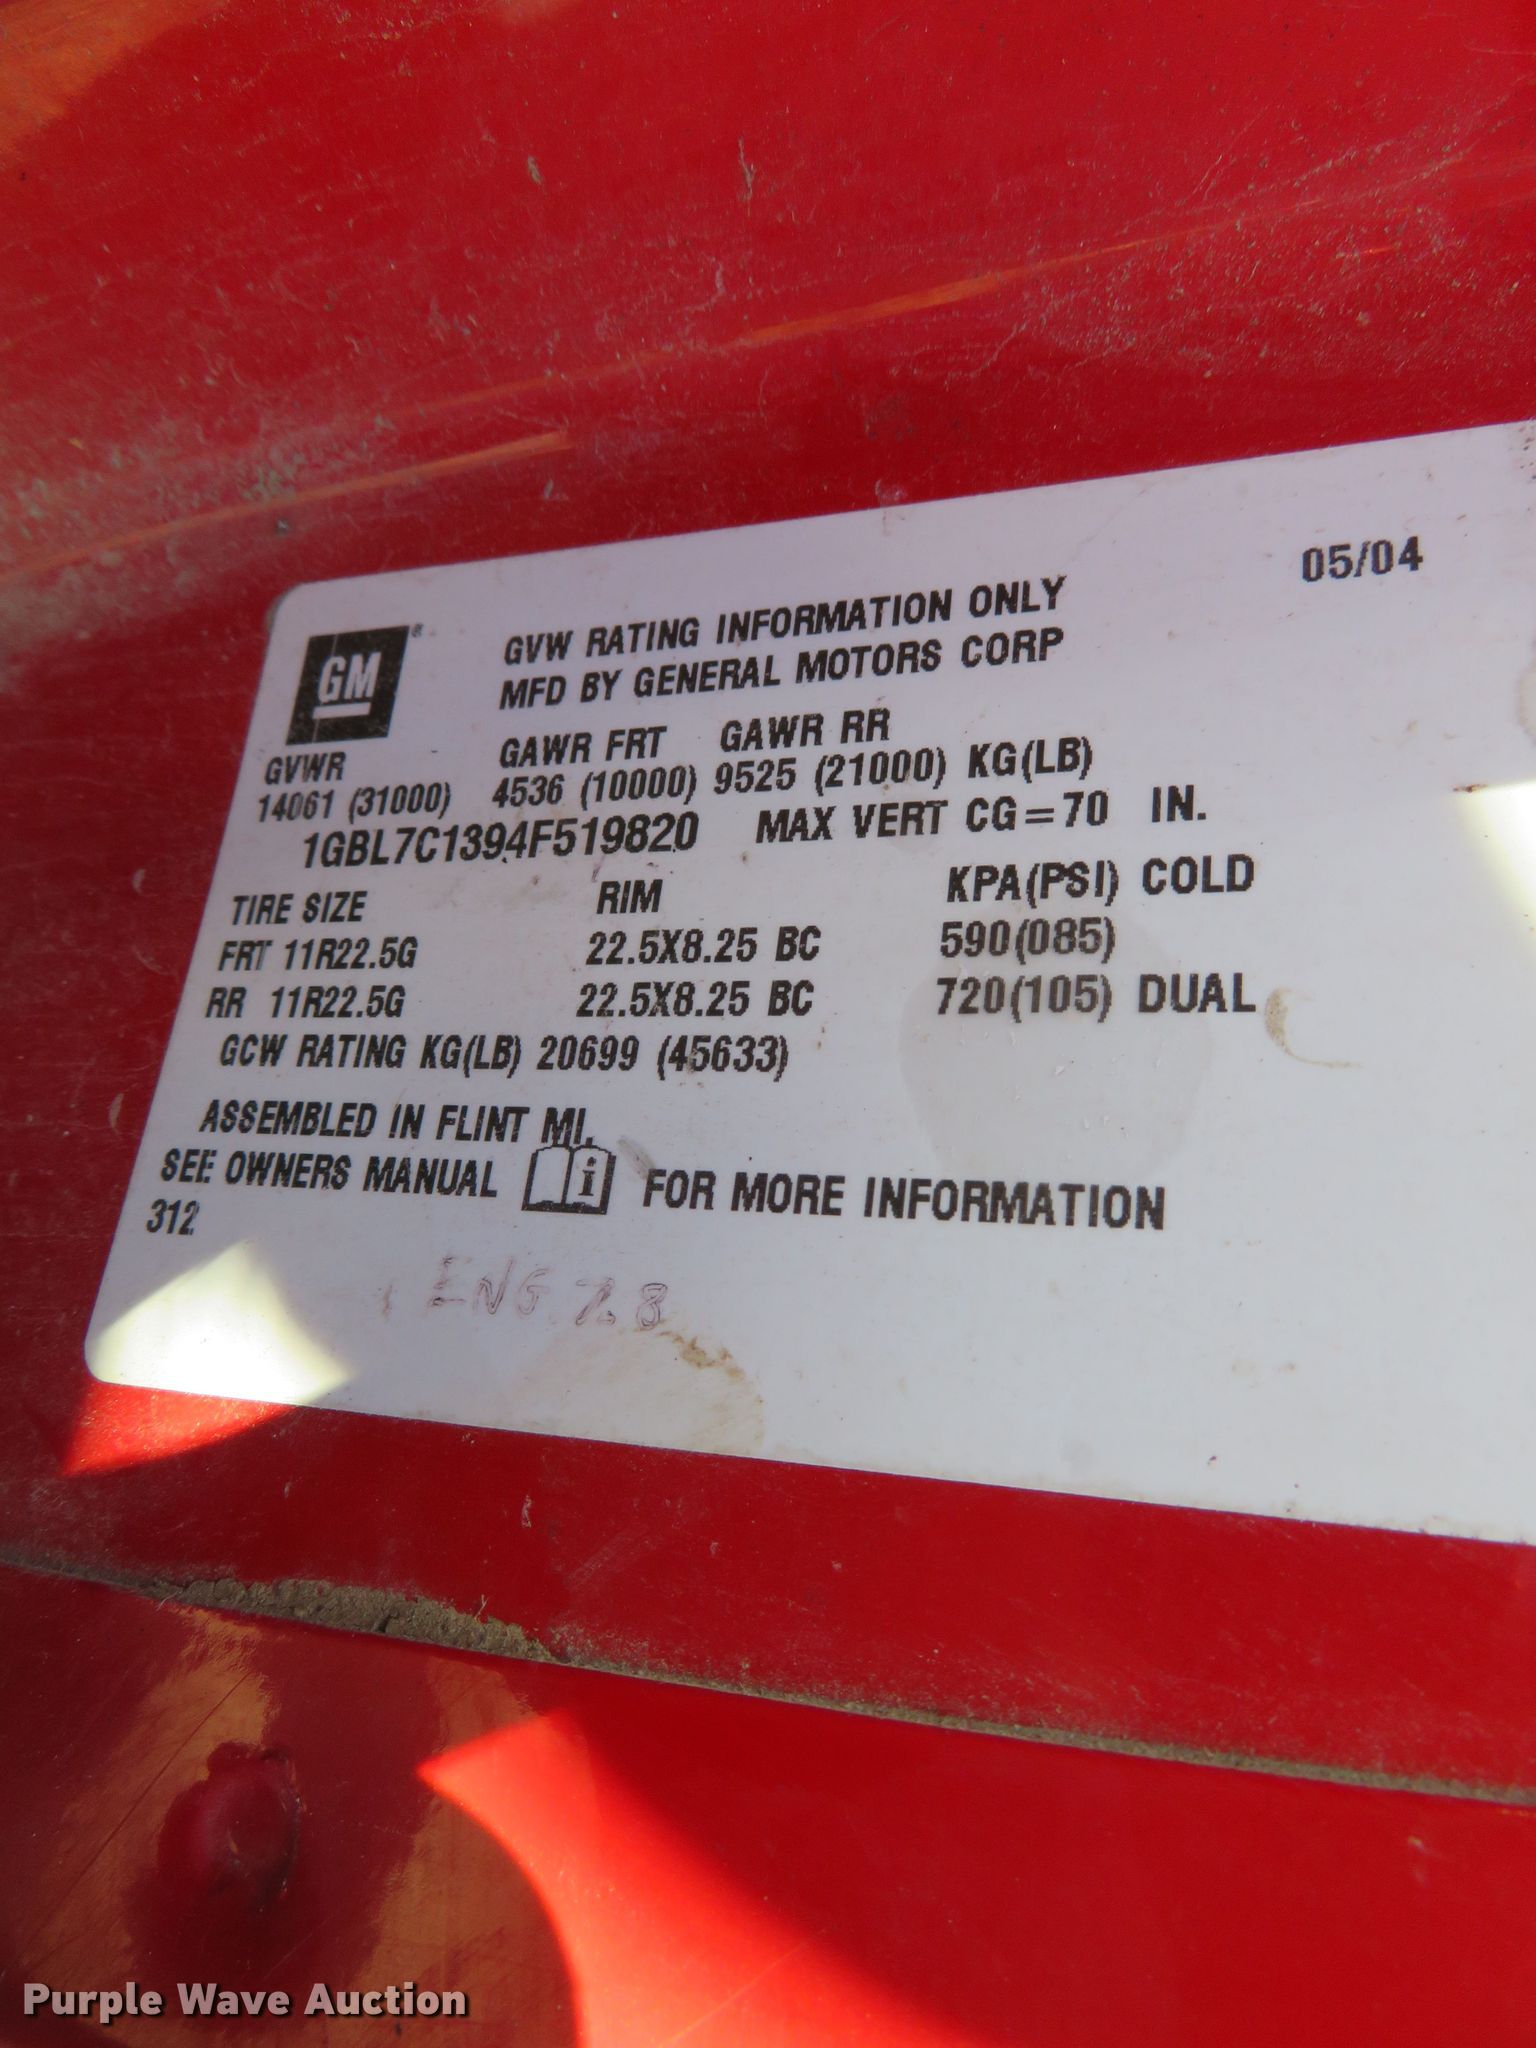 05/04
GM®
GVW RATING INFORMATION ONLY
MFD BY GENERAL MOTORS CORP
GVWR GAWR FRT GAWR RR
14061 (31000) 4536 (10000) 9525 (21000) KG(LB)
1GBL7C1394F519820 MAX VERT CG=70 IN.
TIRE SIZE RIM KPA(PSI) COLD
FRT 11R22.5G 22.5X8.25 BC 590(085)
RR 11R22.5G 22.5X8.25 BC 720(105) DUAL
GCW RATING KG(LB) 20699 (45633)
ASSEMBLED IN FLINT MI.
SEE OWNERS MANUAL i FOR MORE INFORMATION
312
ENG 7.8
Purple Wave Auction